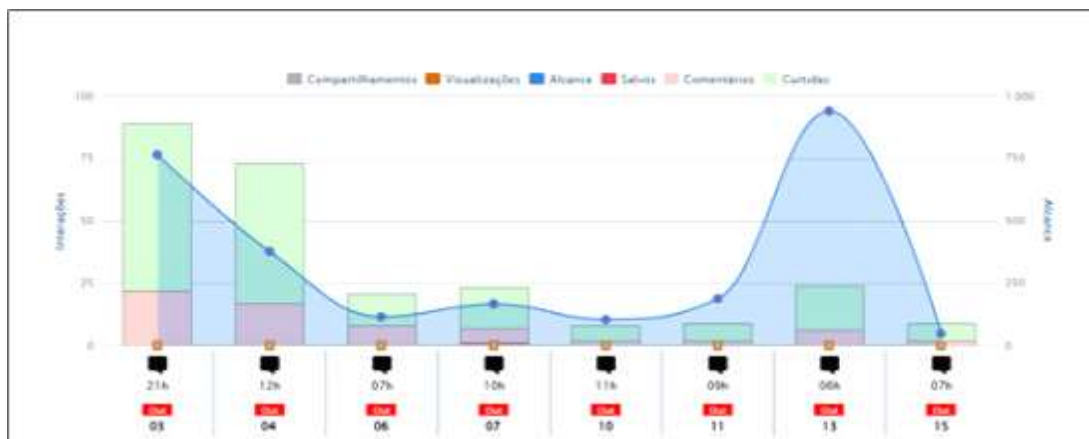 Compartilhamentos Visualizações Alcance Salvos Comentários Curtidas
100 1.000
75 750
Interações Alcance
50 500
25 250
0 0
21h 12h 07h 10h 11h 09h 06h 07h
Out Out Out Out Out Out Out Out
03 04 06 07 10 11 13 15